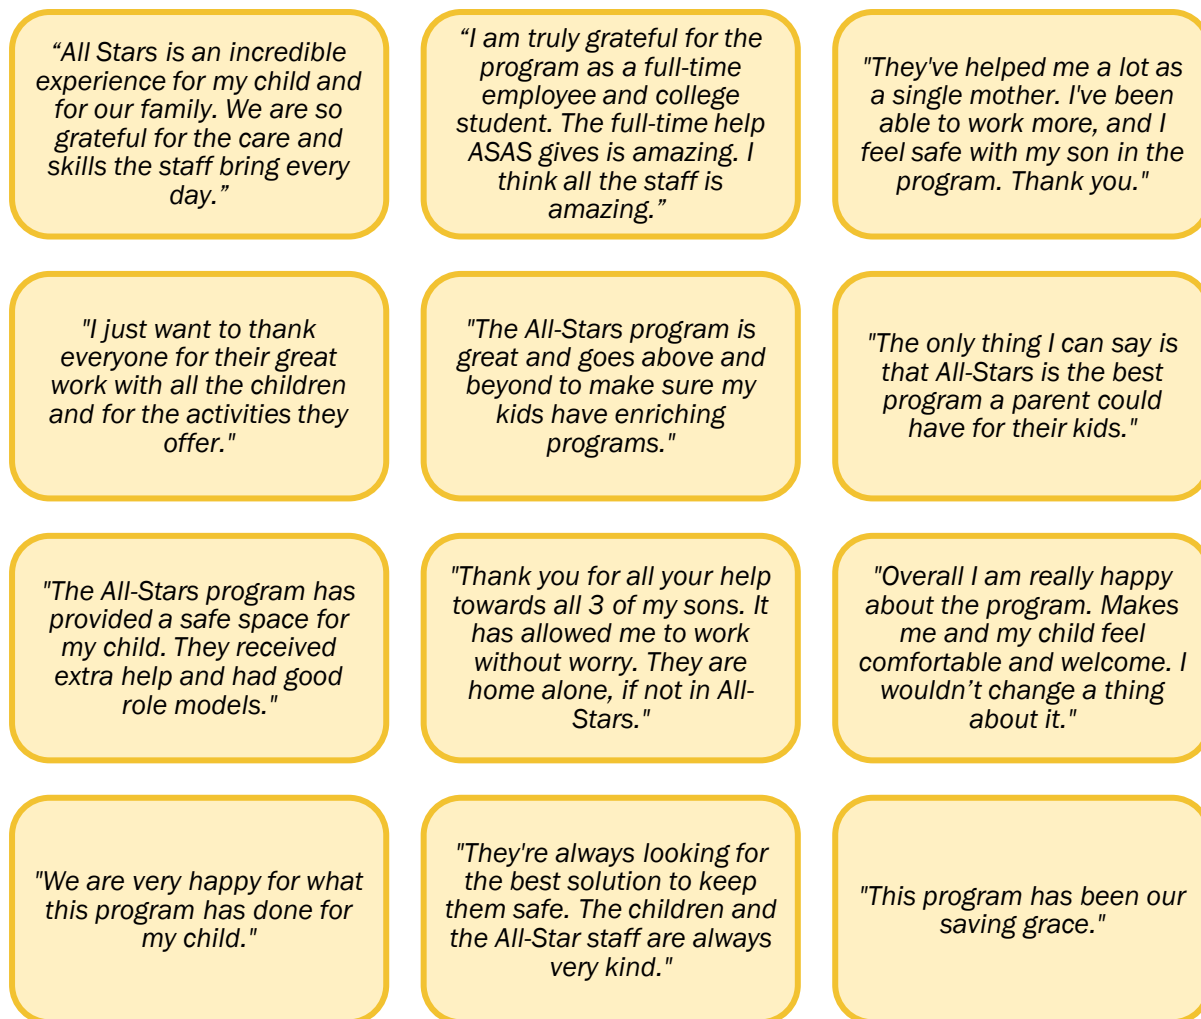 “All Stars is an incredible
experience for my child and
for our family. We are so
grateful for the care and
skills the staff bring every
day.”
“I am truly grateful for the
program as a full-time
employee and college
student. The full-time help
ASAS gives is amazing. I
think all the staff is
amazing.”
"They've helped me a lot as
a single mother. I've been
able to work more, and I
feel safe with my son in the
program. Thank you."
"I just want to thank
everyone for their great
work with all the children
and for the activities they
offer."
"The All-Stars program is
great and goes above and
beyond to make sure my
kids have enriching
programs."
"The only thing I can say is
that All-Stars is the best
program a parent could
have for their kids."
"The All-Stars program has
provided a safe space for
my child. They received
extra help and had good
role models."
"Thank you for all your help
towards all 3 of my sons. It
has allowed me to work
without worry. They are
home alone, if not in All-
Stars."
"Overall I am really happy
about the program. Makes
me and my child feel
comfortable and welcome. I
wouldn’t change a thing
about it."
"We are very happy for what
this program has done for
my child."
"They're always looking for
the best solution to keep
them safe. The children and
the All-Star staff are always
very kind."
"This program has been our
saving grace."